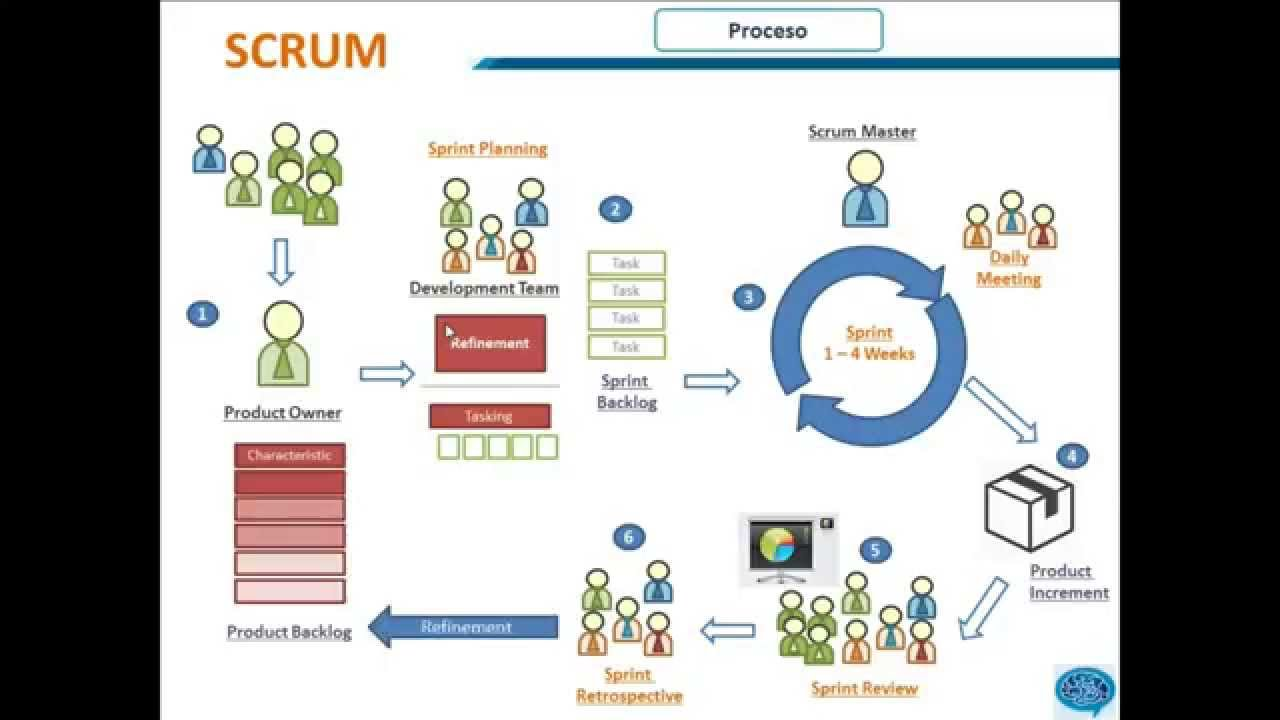 SCRUM
Proceso
Sprint Planning
Scrum Master
2
Daily
Meeting
Development Team
1
Task
Task
Task
Task
3
Sprint
1 – 4 Weeks
Refinement
Sprint
Backlog
Product Owner
Tasking
Characteristic
4
6
5
Product
Increment
Product Backlog
Refinement
Sprint
Retrospective
Sprint Review